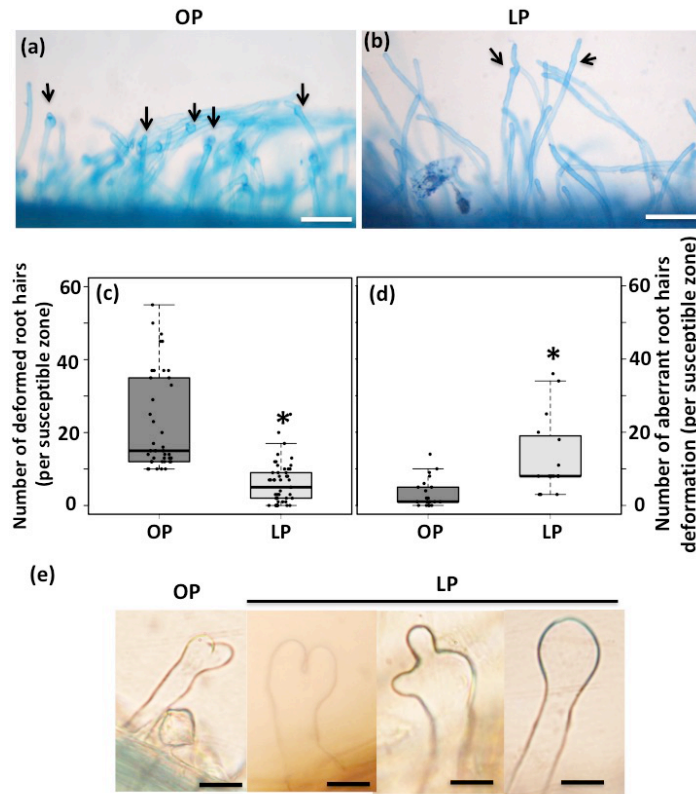 OP LP
(a) (b)
Number of deformed root hairs
(per susceptible zone)
60
40
20
0
(c)
*
OP LP
(d)
*
OP LP
60
40
20
0
Number of aberrant root hairs
deformation (per susceptible zone)
(e)
OP LP